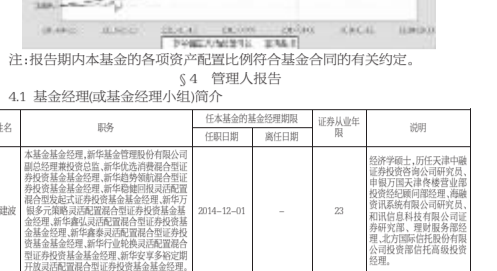 注:报告期内本基金的各项资产配置比例符合基金合同的有关约定。
§4 管理人报告
4.1 基金经理(或基金经理小组)简介
姓名 职务 任本基金的基金经理期限 证券从业年限 说明
任职日期 离任日期
本基金基金经理,新华基金管理股份有限公司
副总经理兼投资总监、新华优选消费混合型证
券投资基金基金经理、新华趋势领航混合型证
券投资基金基金经理、新华稳健回报灵活配置
混合型发起式证券投资基金基金经理、新华万
银多元策略灵活配置混合型证券投资基金基
金经理、新华鑫弘灵活配置混合型证券投资基
金基金经理、新华鑫泰灵活配置混合型证券投
资基金基金经理、新华行业轮换灵活配置混合
型证券投资基金基金经理、新华安享多裕定期
开放灵活配置混合型证券投资基金基金经理。
建波
2014-12-01
-
23
经济学硕士,历任天津中融
证券投资咨询公司研究员、
申银万国天津佟楼营业部
投资经纪顾问部经理、海融
资讯系统有限公司研究员、
和讯信息科技有限公司证
券研究部、理财服务部经
理、北方国际信托股份有限
公司投资部信托高级投资
经理。